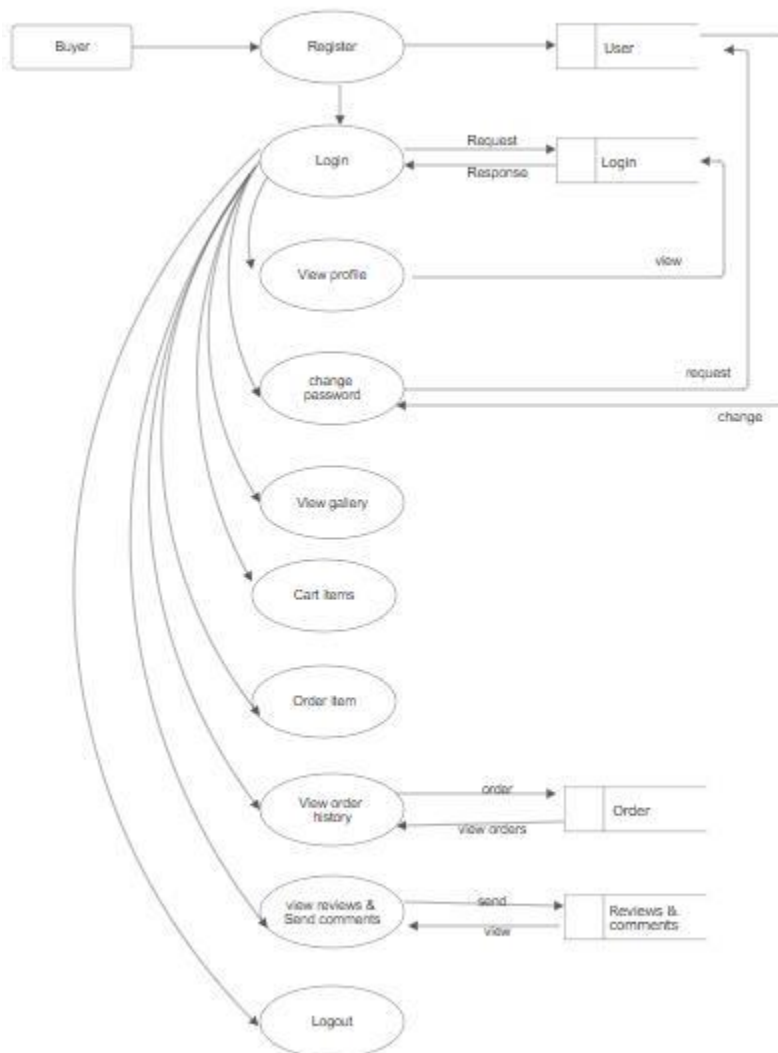 Buyer
Register
User
Login
Request
Response
Login
View profile
view
change
password
request
change
View gallery
Cart Items
Order Item
View order
history
order
view orders
Order
view reviews &
Send comments
send
view
Reviews &
comments
Logout